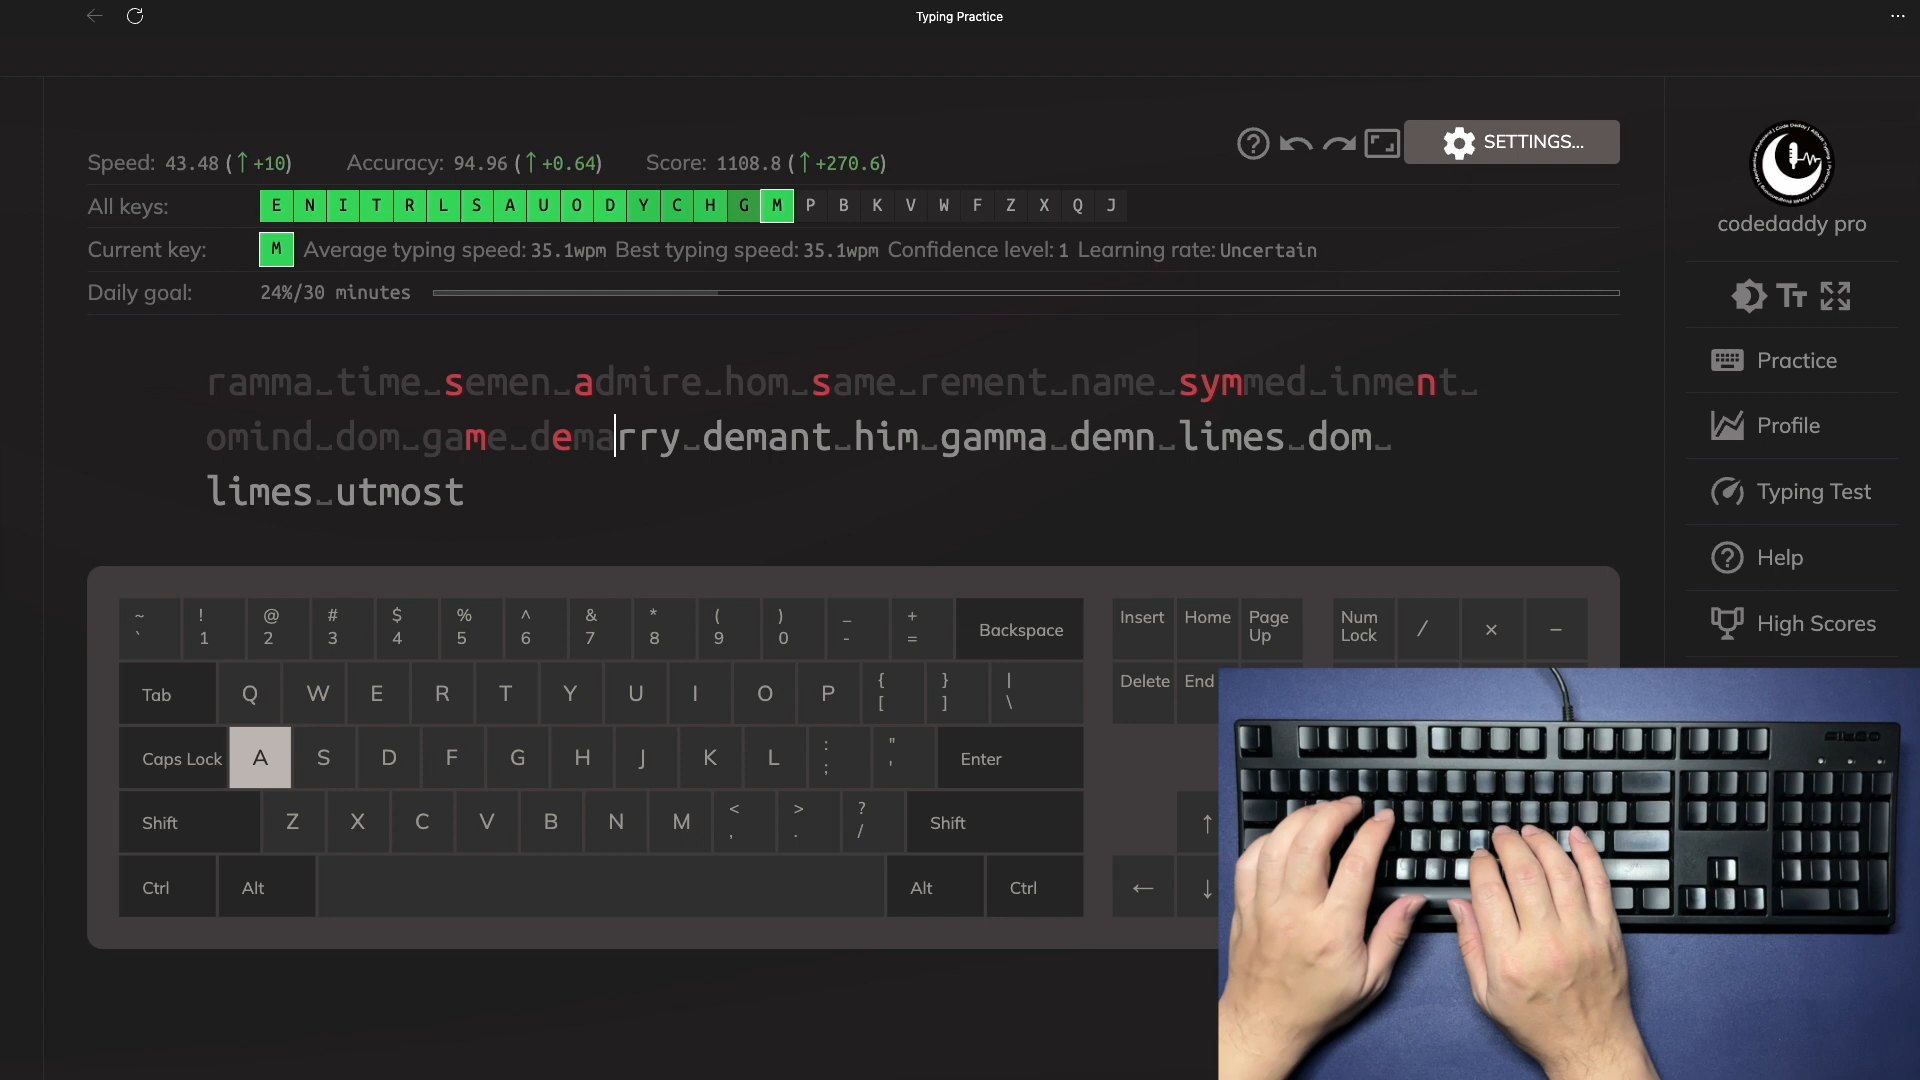 Typing Practice
SETTINGS...
Speed: 43.48 (↑+10) Accuracy: 94.96 (↑+0.64) Score: 1108.8 (↑+270.6)
All keys: E N I T R L S A U O D Y C H G M P B K V W F Z X Q J
Current key: M Average typing speed: 35.1wpm Best typing speed: 35.1wpm Confidence level: 1 Learning rate: Uncertain
Daily goal: 24%/30 minutes
ramma␣time␣semen␣admire␣hom␣same␣rement␣name␣symmed␣inment␣
omind␣dom␣game␣demarry␣demant␣him␣gamma␣demn␣limes␣dom␣
limes␣utmost
codedaddy pro
Practice
Profile
Typing Test
Help
High Scores
~ ! @ # $ % ^ & * ( ) _ +
` 1 2 3 4 5 6 7 8 9 0 - = Backspace
Insert Home Page Up Num Lock / × −
Tab Q W E R T Y U I O P { [ } ] | \
Delete End
Caps Lock A S D F G H J K L : ; " ' Enter
Shift Z X C V B N M < , > . ? / Shift
↑
Ctrl Alt Alt Ctrl
← ↓